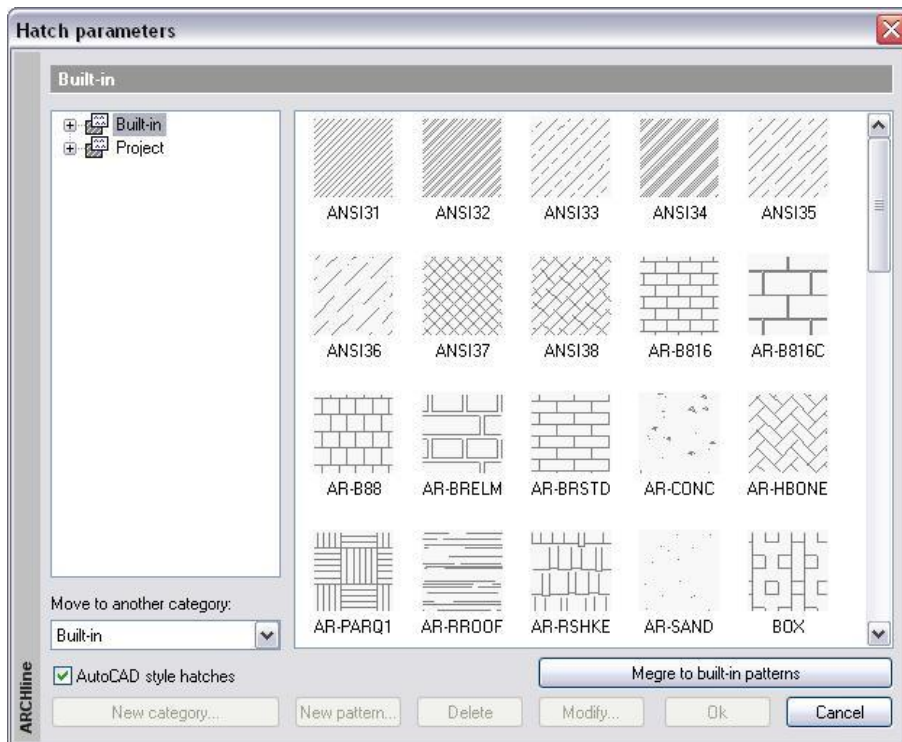 Hatch parameters
Built-in
Built-in
Project
ANSI31 ANSI32 ANSI33 ANSI34 ANSI35
ANSI36 ANSI37 ANSI38 AR-B816 AR-B816C
AR-B88 AR-BRELM AR-BRSTD AR-CONC AR-HBONE
AR-PARQ1 AR-RROOF AR-RSHKE AR-SAND BOX
Move to another category:
Built-in
AutoCAD style hatches
Megre to built-in patterns
New category... New pattern... Delete Modify... Ok Cancel
ARCHline